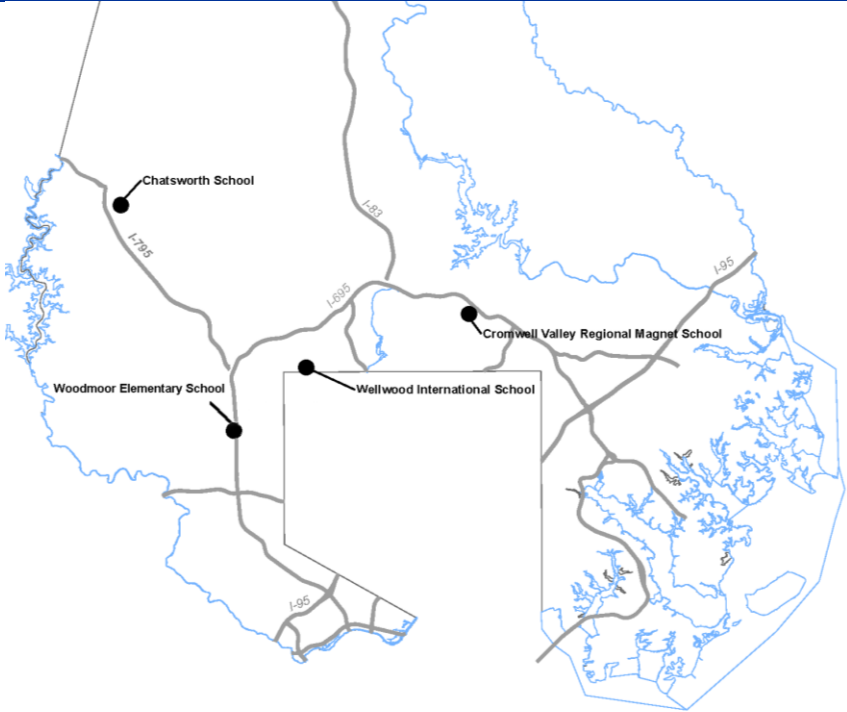 Chatsworth School
I-83
I-795
I-95
I-695
Cromwell Valley Regional Magnet School
Woodmoor Elementary School
Wellwood International School
I-95